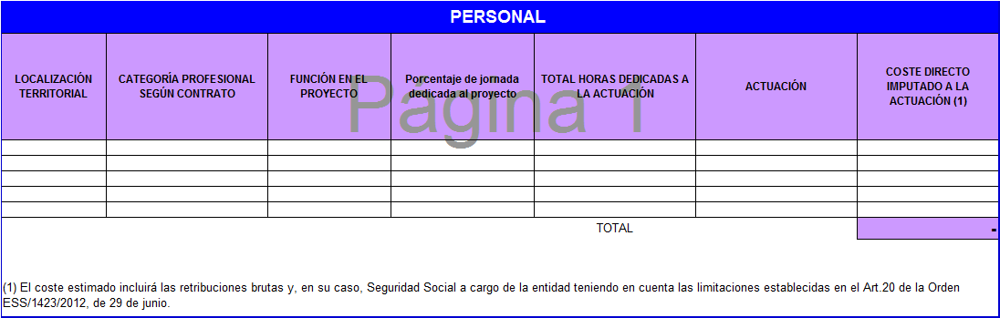 PERSONAL
LOCALIZACIÓN
TERRITORIAL
CATEGORÍA PROFESIONAL
SEGÚN CONTRATO
FUNCIÓN EN EL
PROYECTO
Porcentaje de jornada
dedicada al proyecto
TOTAL HORAS DEDICADAS A
LA ACTUACIÓN
ACTUACIÓN
COSTE DIRECTO
IMPUTADO A LA
ACTUACIÓN (1)
Página 1
TOTAL
-
(1) El coste estimado incluirá las retribuciones brutas y, en su caso, Seguridad Social a cargo de la entidad teniendo en cuenta las limitaciones establecidas en el Art.20 de la Orden
ESS/1423/2012, de 29 de junio.